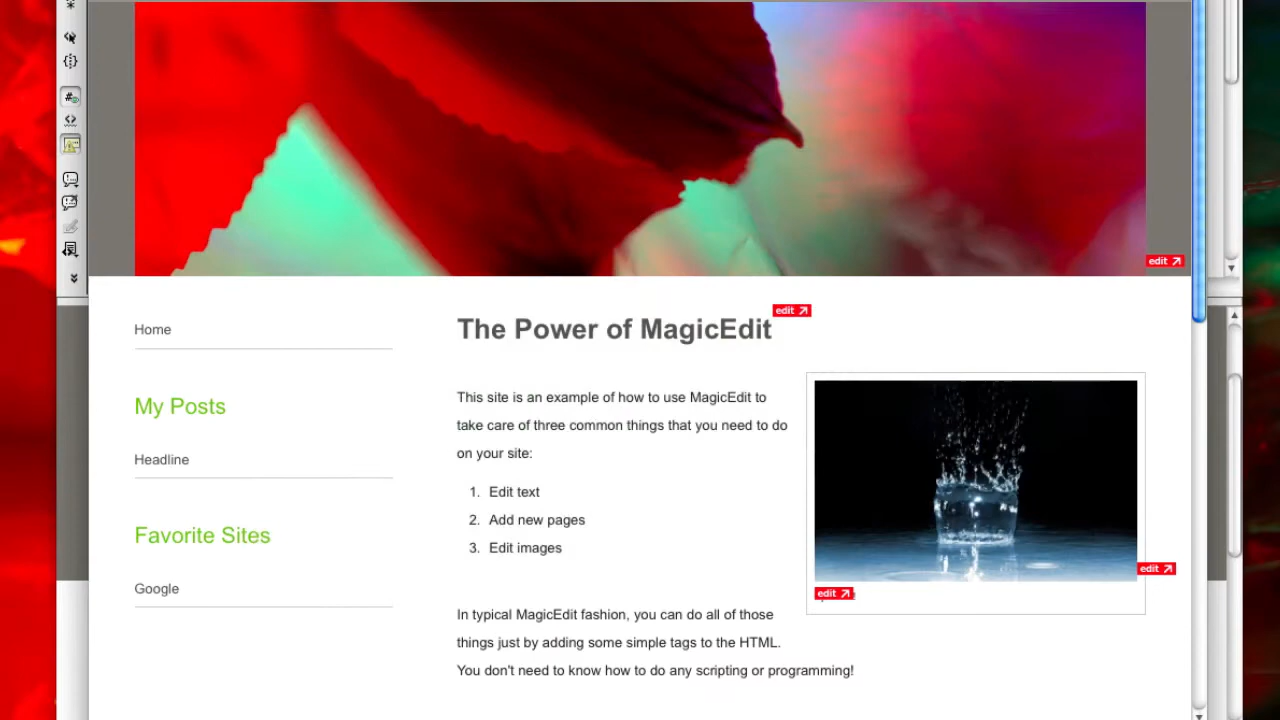 edit
Home
My Posts
Headline
Favorite Sites
Google
The Power of MagicEdit
edit
This site is an example of how to use MagicEdit to
take care of three common things that you need to do
on your site:
1. Edit text
2. Add new pages
3. Edit images
edit
edit
In typical MagicEdit fashion, you can do all of those
things just by adding some simple tags to the HTML.
You don't need to know how to do any scripting or programming!